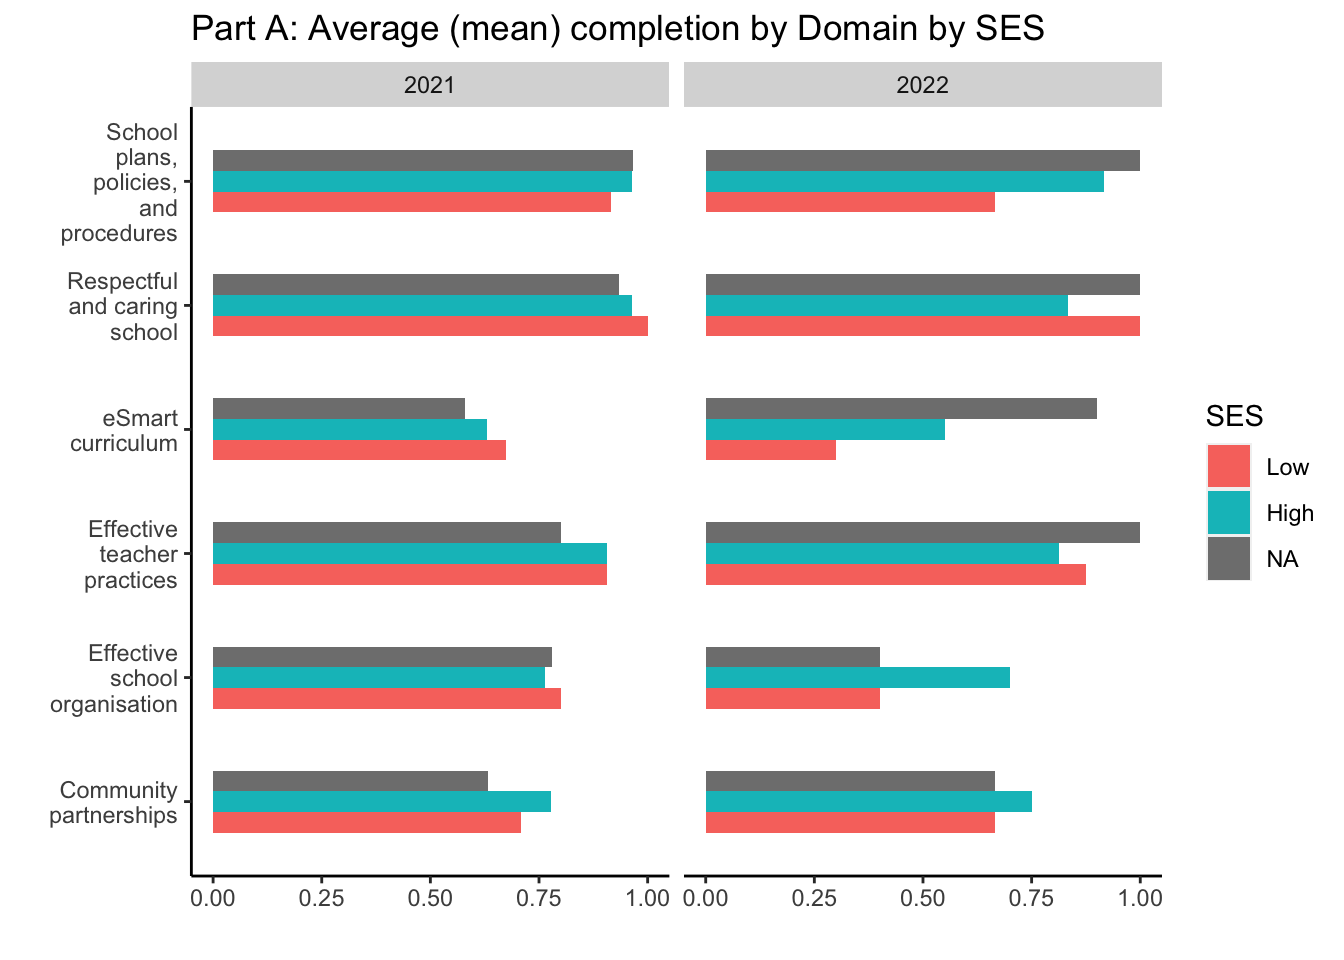 Part A: Average (mean) completion by Domain by SES
2021
2022
School
plans,
policies,
and
procedures
Respectful
and caring
school
eSmart
curriculum
Effective
teacher
practices
Effective
school
organisation
Community
partnerships
0.00 0.25 0.50 0.75 1.00
0.00 0.25 0.50 0.75 1.00
SES
Low
High
NA